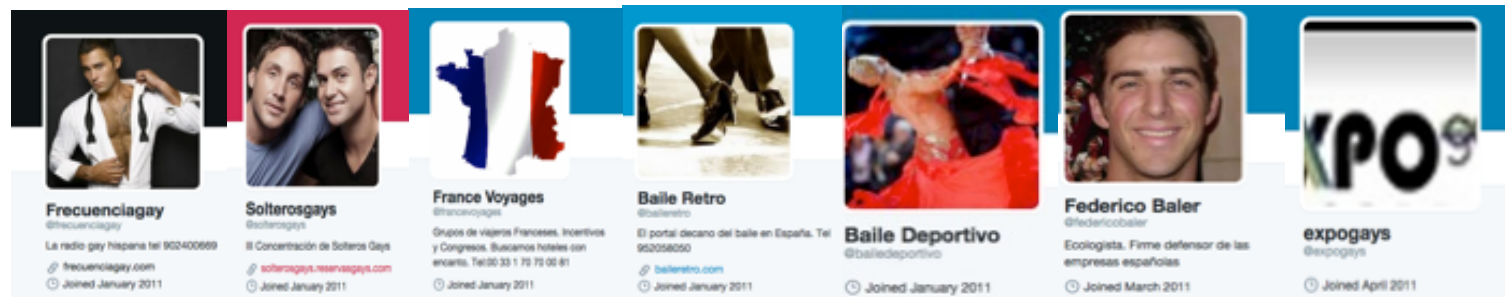 Frecuenciagay
@frecuenciagay
La radio gay hispana tel 902400669
frecuenciagay.com
Joined January 2011
Solterosgays
@solterosgays
III Concentración de Solteros Gays
solterosgays.reservasgays.com
Joined January 2011
France Voyages
@francevoyages
Grupos de viajeros Franceses. Incentivos
y Congresos. Buscamos hoteles con
encanto. Tel:00 33 1 70 70 00 81
Joined January 2011
Baile Retro
@baileretro
El portal decano del baile en España. Tel
952058050
baileretro.com
Joined January 2011
Baile Deportivo
@bailedeportivo
Joined January 2011
Federico Baler
@federicobaler
Ecologista. Firme defensor de las
empresas españolas
Joined March 2011
XPO g
expogays
@expogays
Joined April 2011